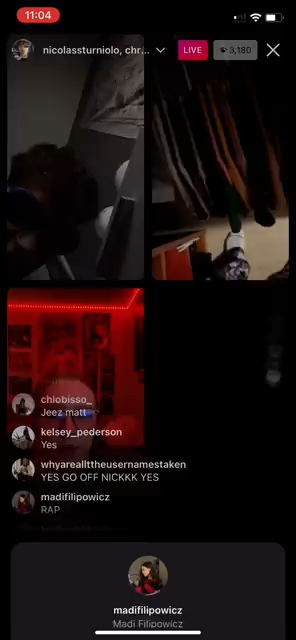 11:04
nicolassturniolo, chr...
LIVE
3,180
chiobisso_
Jeez matt
kelsey_pederson
Yes
whyarealltheusernamestaken
YES GO OFF NICKKK YES
madifilipowicz
RAP
madifilipowicz
Madi Filipowicz